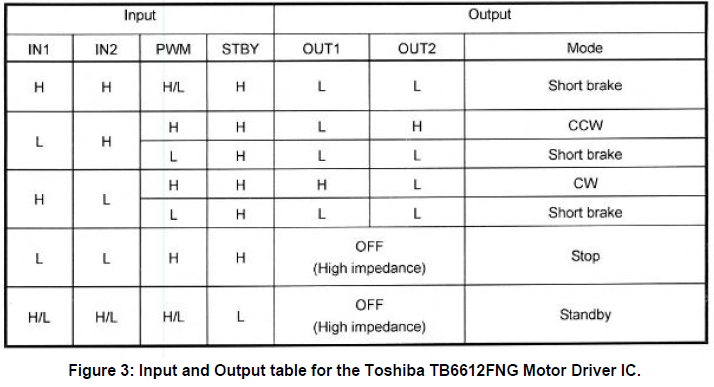 Input Output
IN1 IN2 PWM STBY OUT1 OUT2 Mode
H H H/L H L L Short brake
L H H H L H CCW
L H L L Short brake
H L H H H L CW
L H L L Short brake
L L H H OFF
(High impedance) Stop
H/L H/L H/L L OFF
(High impedance) Standby
Figure 3: Input and Output table for the Toshiba TB6612FNG Motor Driver IC.